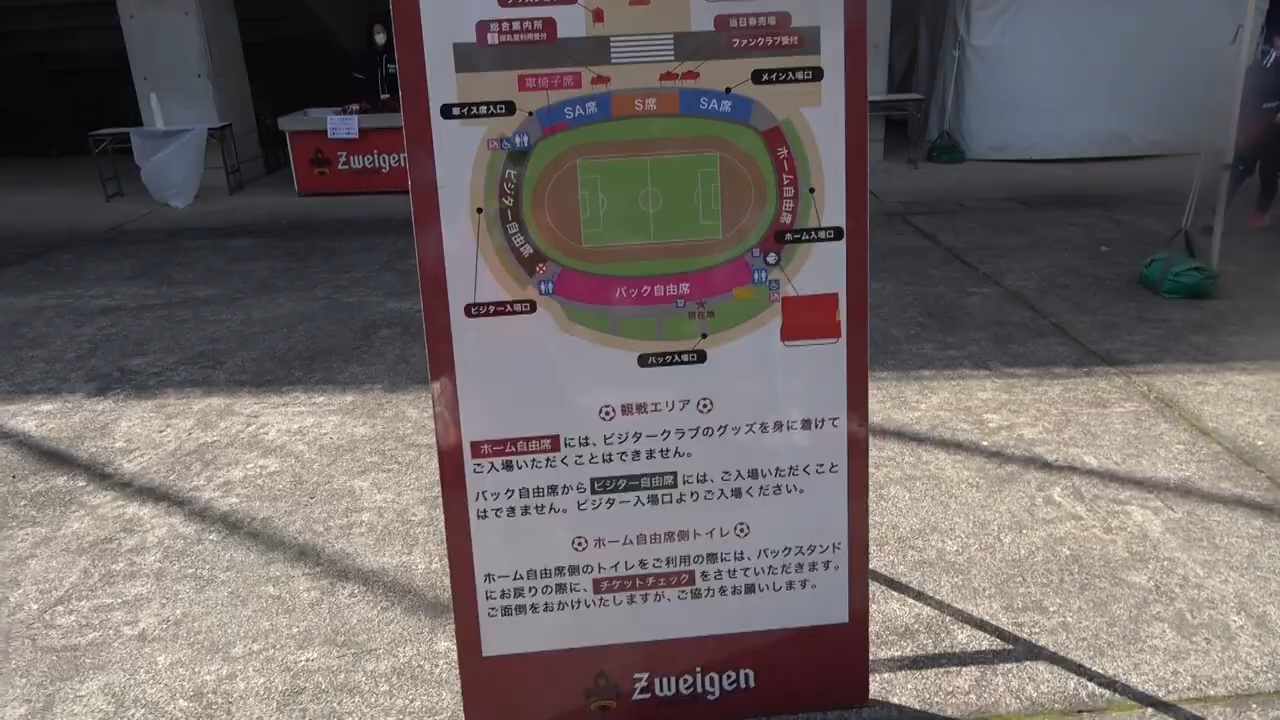 総合案内所
授乳室利用受付
当日券売場
ファンクラブ受付
車椅子席
メイン入場口
車イス席入口
SA席
S席
SA席
ホーム自由席
ビジター自由席
ホーム入場口
バック自由席
ビジター入場口
現在地
バック入場口
Zweigen
観戦エリア
ホーム自由席 には、ビジタークラブのグッズを身に着けて
ご入場いただくことはできません。
バック自由席から ビジター自由席 には、ご入場いただくこと
はできません。ビジター入場口よりご入場ください。
ホーム自由席側トイレ
ホーム自由席側のトイレをご利用の際には、バックスタンド
にお戻りの際に、 チケットチェック をさせていただきます。
ご面倒をおかけいたしますが、ご協力をお願いします。
Zweigen